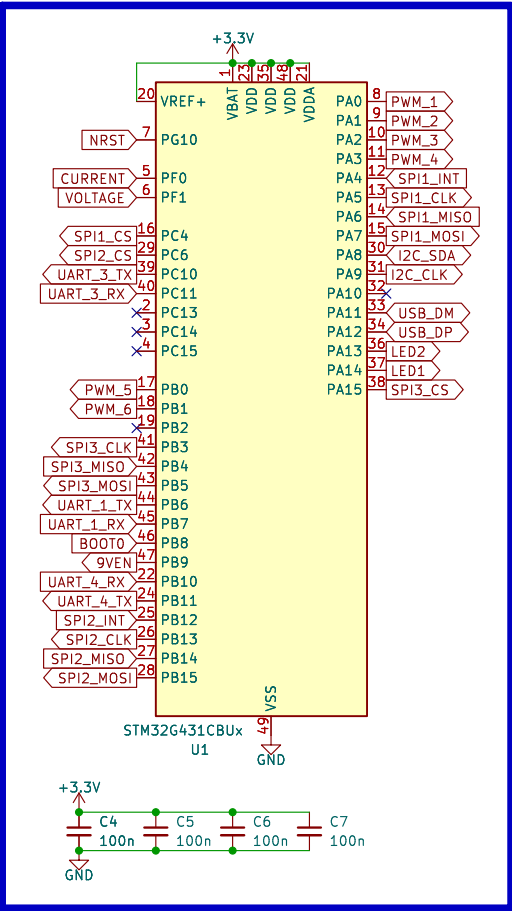 +3.3V
1 23 35 48 21
VBAT VDD VDD VDD VDDA
20 VREF+
NRST 7 PG10
CURRENT 5 PF0
VOLTAGE 6 PF1
SPI1_CS 16 PC4
SPI2_CS 29 PC6
UART_3_TX 39 PC10
UART_3_RX 40 PC11
2 PC13
3 PC14
4 PC15
PWM_5 17 PB0
PWM_6 18 PB1
19 PB2
SPI3_CLK 41 PB3
SPI3_MISO 42 PB4
SPI3_MOSI 43 PB5
UART_1_TX 44 PB6
UART_1_RX 45 PB7
BOOT0 46 PB8
9VEN 47 PB9
UART_4_RX 22 PB10
UART_4_TX 24 PB11
SPI2_INT 25 PB12
SPI2_CLK 26 PB13
SPI2_MISO 27 PB14
SPI2_MOSI 28 PB15
PA0 8 PWM_1
PA1 9 PWM_2
PA2 10 PWM_3
PA3 11 PWM_4
PA4 12 SPI1_INT
PA5 13 SPI1_CLK
PA6 14 SPI1_MISO
PA7 15 SPI1_MOSI
PA8 30 I2C_SDA
PA9 31 I2C_CLK
PA10 32
PA11 33 USB_DM
PA12 34 USB_DP
PA13 36 LED2
PA14 37 LED1
PA15 38 SPI3_CS
VSS
49
GND
STM32G431CBUx
U1
+3.3V
C4 C5 C6 C7
100n 100n 100n 100n
GND